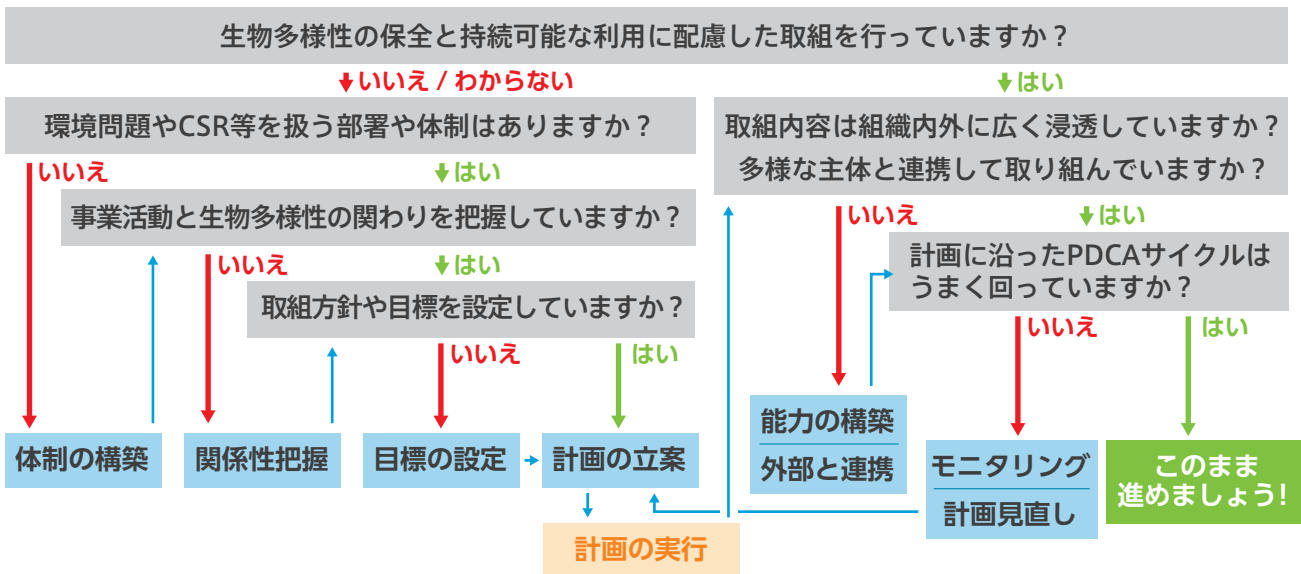 生物多様性の保全と持続可能な利用に配慮した取組を行っていますか？
いいえ / わからない
はい
環境問題やCSR等を扱う部署や体制はありますか？
取組内容は組織内外に広く浸透していますか？
多様な主体と連携して取り組んでいますか？
いいえ
はい
事業活動と生物多様性の関わりを把握していますか？
いいえ
はい
計画に沿ったPDCAサイクルは
うまく回っていますか？
いいえ
はい
取組方針や目標を設定していますか？
いいえ
はい
いいえ
はい
体制の構築
関係性把握
目標の設定
計画の立案
能力の構築
外部と連携
モニタリング
計画見直し
このまま
進めましょう!
計画の実行